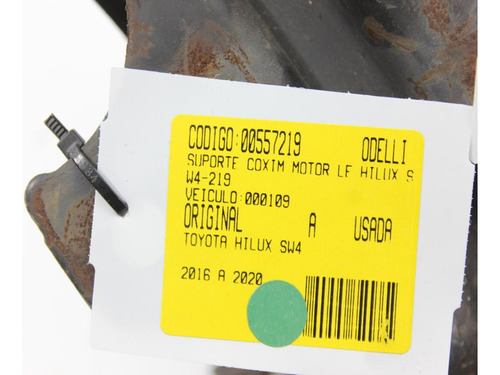 CODIGO:00557219 ODELLI
SUPORTE COXIM MOTOR LE HILUX S
W4-219
VEICULO:000109
ORIGINAL A USADA
TOYOTA HILUX SW4
2016 A 2020